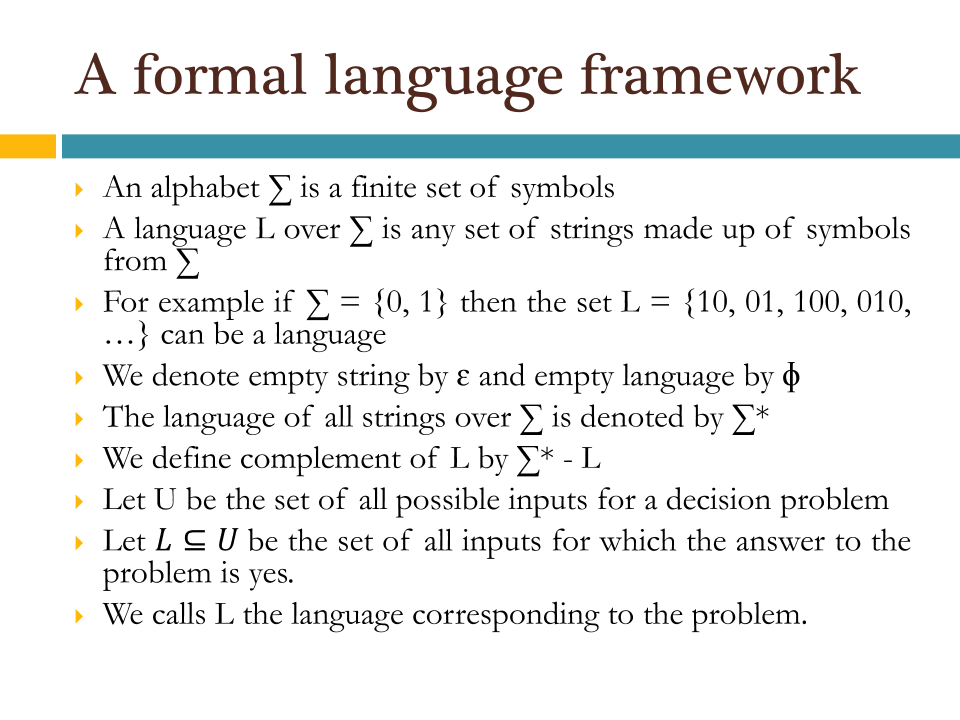 A formal language framework
An alphabet ∑ is a finite set of symbols
A language L over ∑ is any set of strings made up of symbols
from ∑
For example if ∑ = {0, 1} then the set L = {10, 01, 100, 010,
…} can be a language
We denote empty string by ε and empty language by ɸ
The language of all strings over ∑ is denoted by ∑*
We define complement of L by ∑* - L
Let U be the set of all possible inputs for a decision problem
Let 𝐿 ⊆ 𝑈 be the set of all inputs for which the answer to the
problem is yes.
We calls L the language corresponding to the problem.